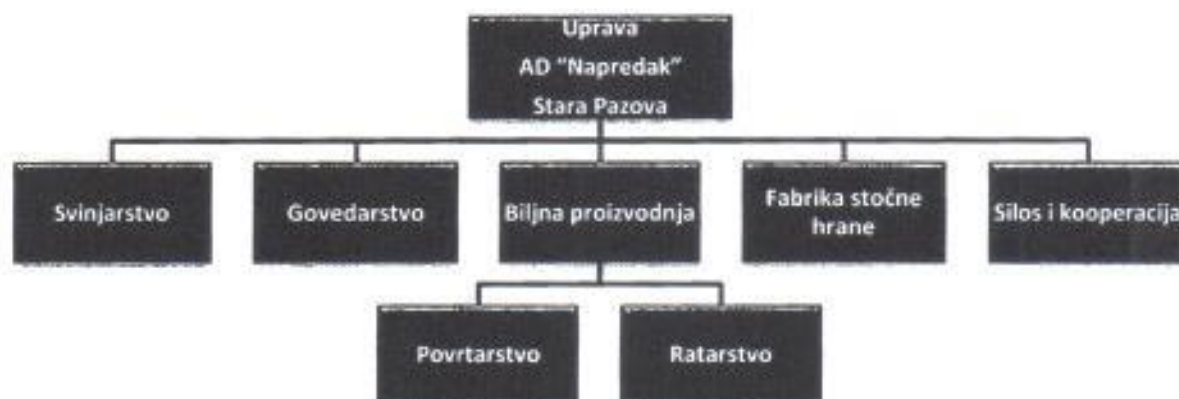 Uprava
AD "Napredak"
Stara Pazova
Svinjarstvo
Govedarstvo
Biljna proizvodnja
Fabrika stočne
hrane
Silos i kooperacija
Povrtarstvo
Ratarstvo